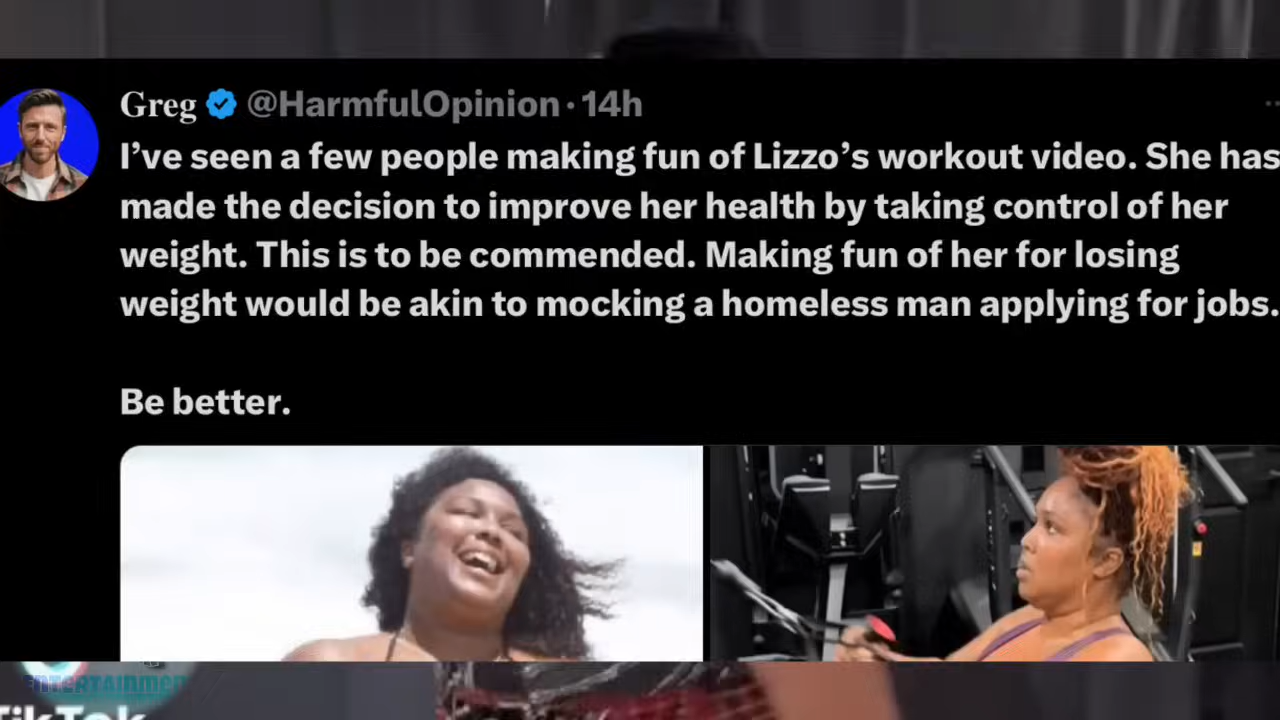 Greg @HarmfulOpinion · 14h
I’ve seen a few people making fun of Lizzo’s workout video. She has
made the decision to improve her health by taking control of her
weight. This is to be commended. Making fun of her for losing
weight would be akin to mocking a homeless man applying for jobs.
Be better.
ENTERTAINMEN
TikTok